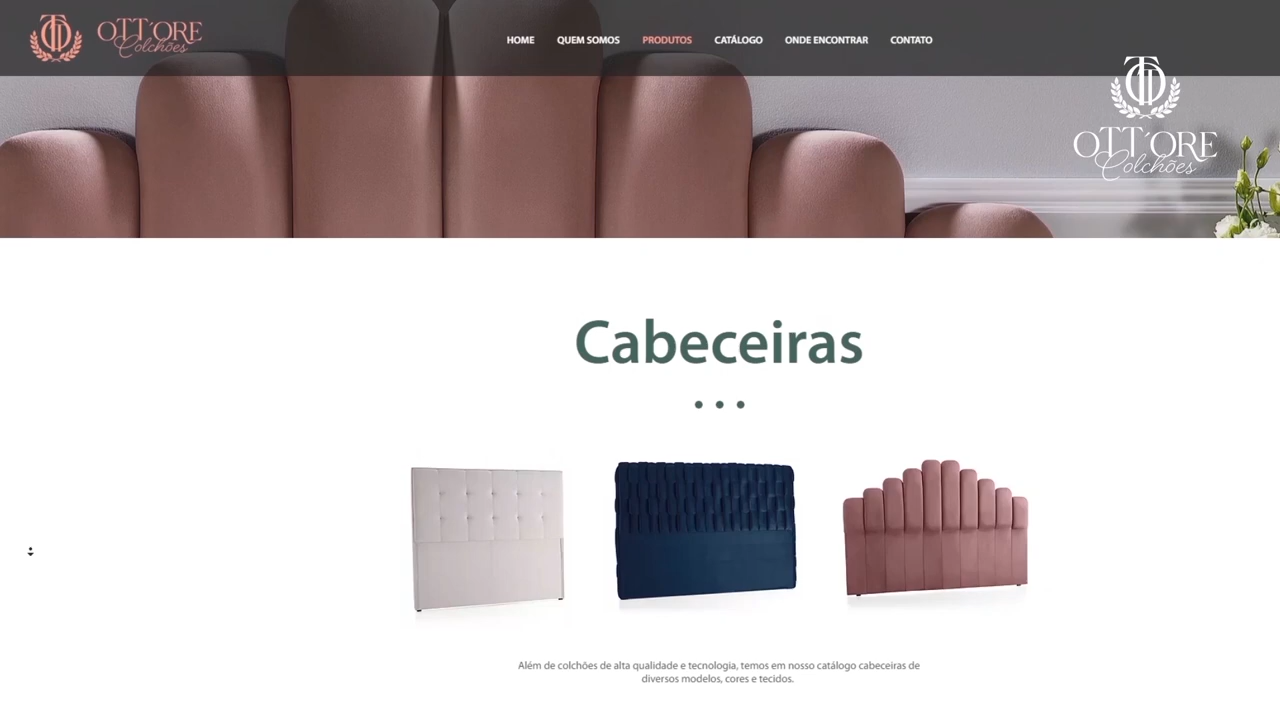 OTT'ORE
Colchões
HOME QUEM SOMOS PRODUTOS CATÁLOGO ONDE ENCONTRAR CONTATO
OTT'ORE
Colchões
Cabeceiras
Além de colchões de alta qualidade e tecnologia, temos em nosso catálogo cabeceiras de
diversos modelos, cores e tecidos.